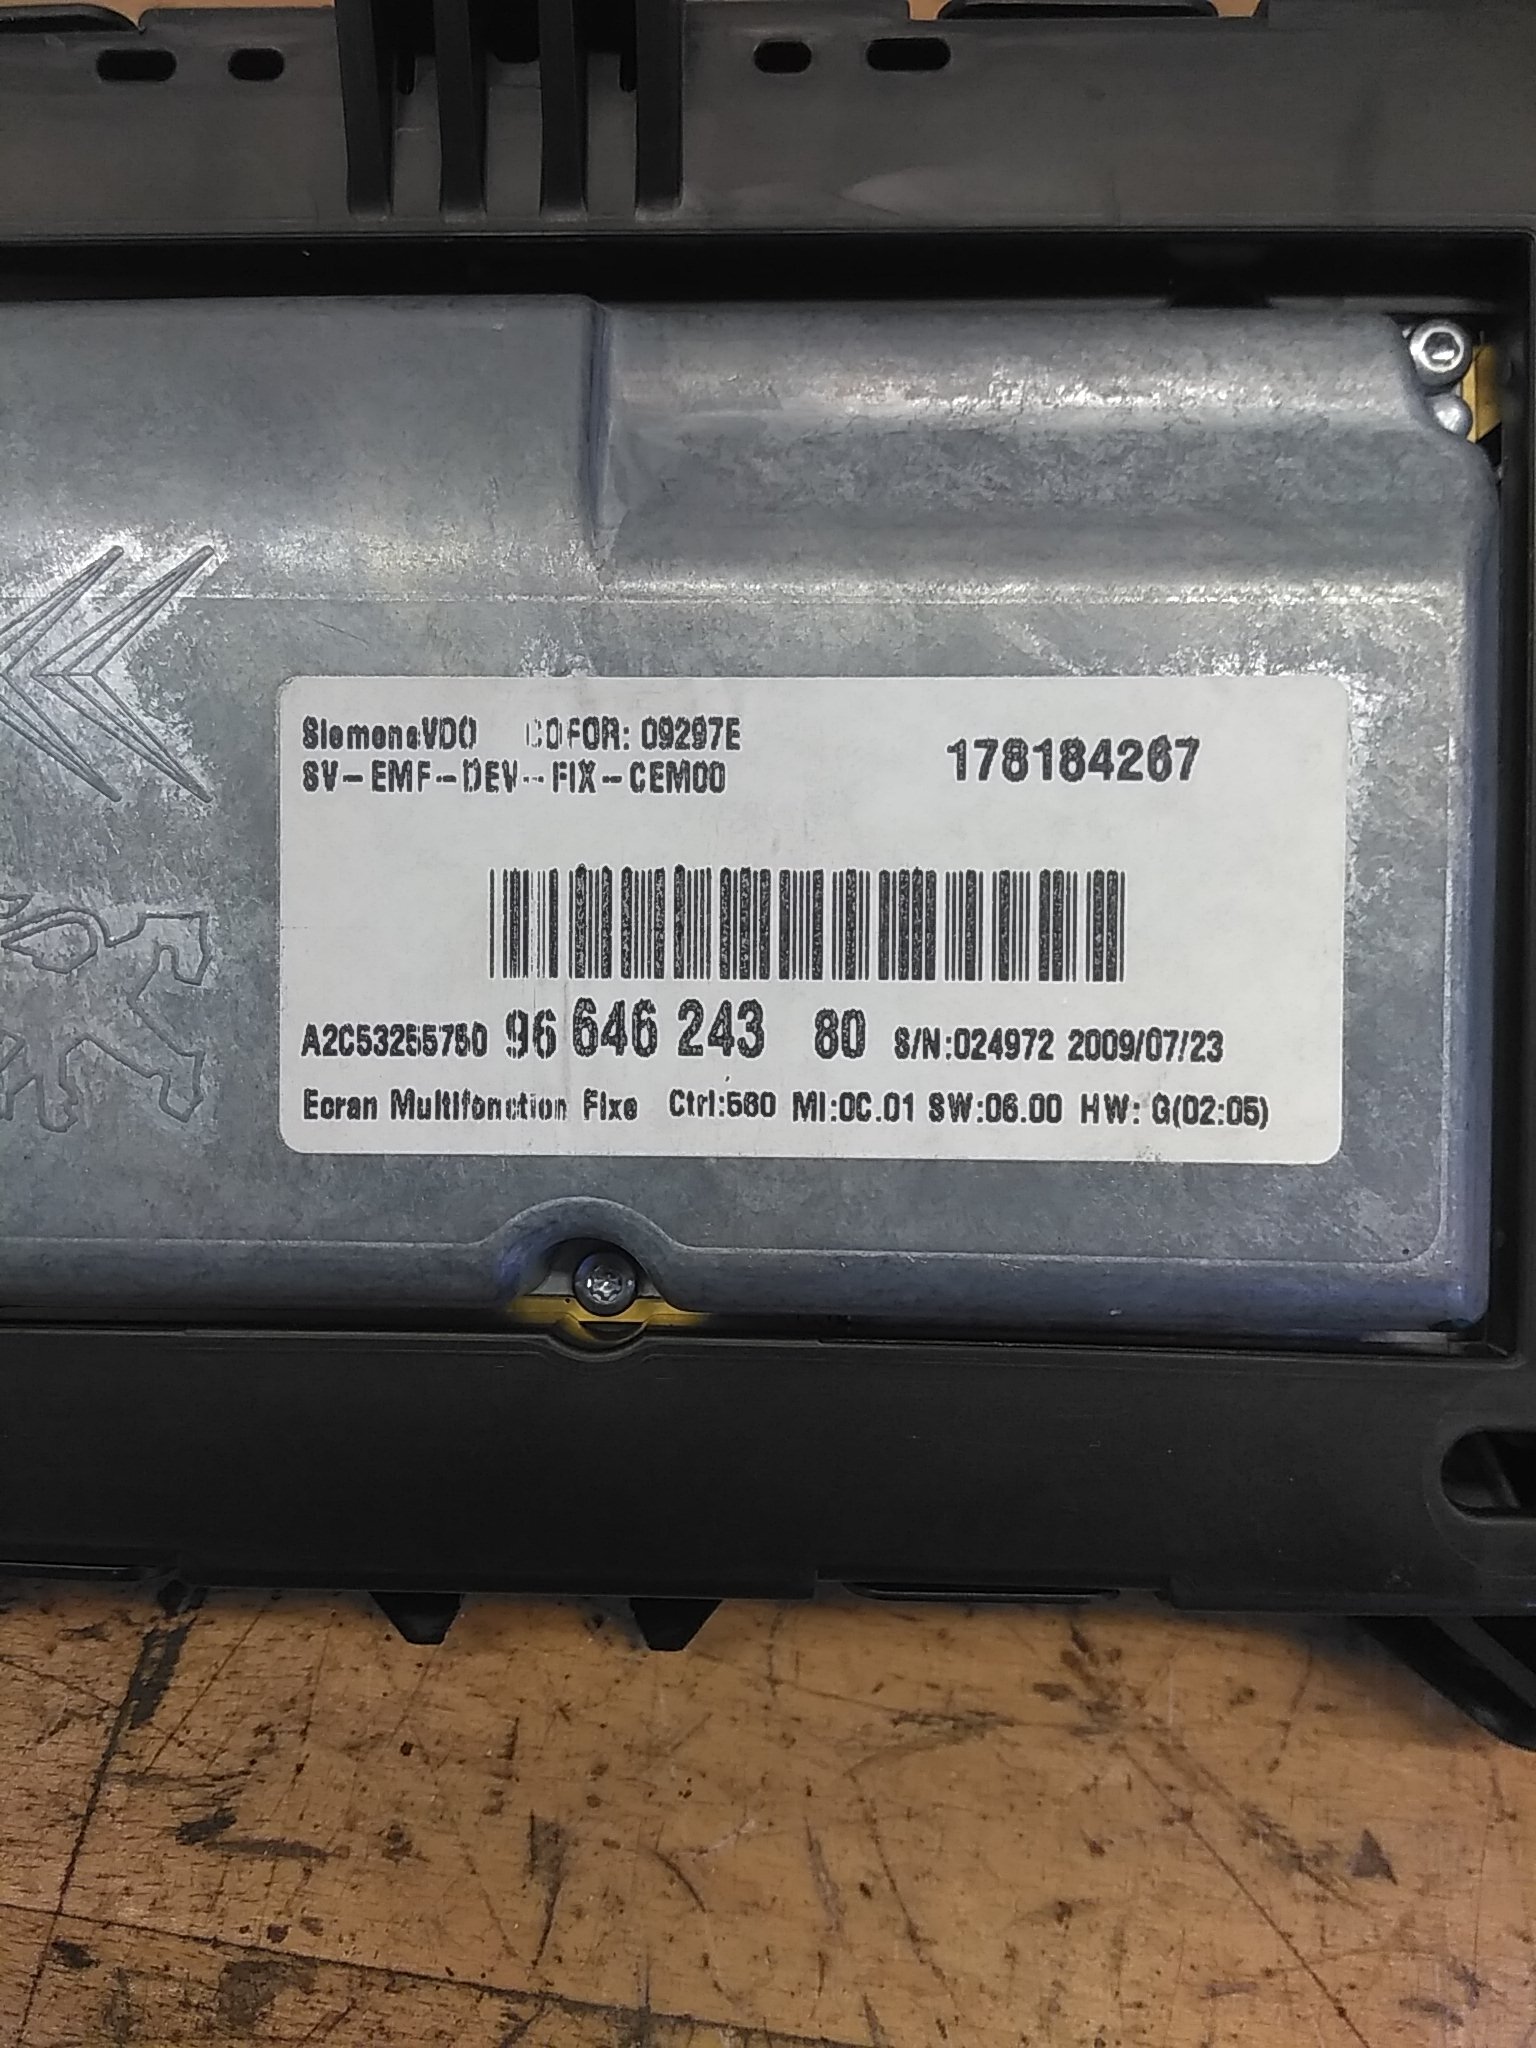 SiemensVDO COFOR: 09297E
SV-EMF-DEV-FIX-CEM00
178184267
A2C53255750 96 646 243 80 S/N:024972 2009/07/23
Ecran Multifonction Fixe Ctrl:560 MI:0C.01 SW:06.00 HW: G(02:05)